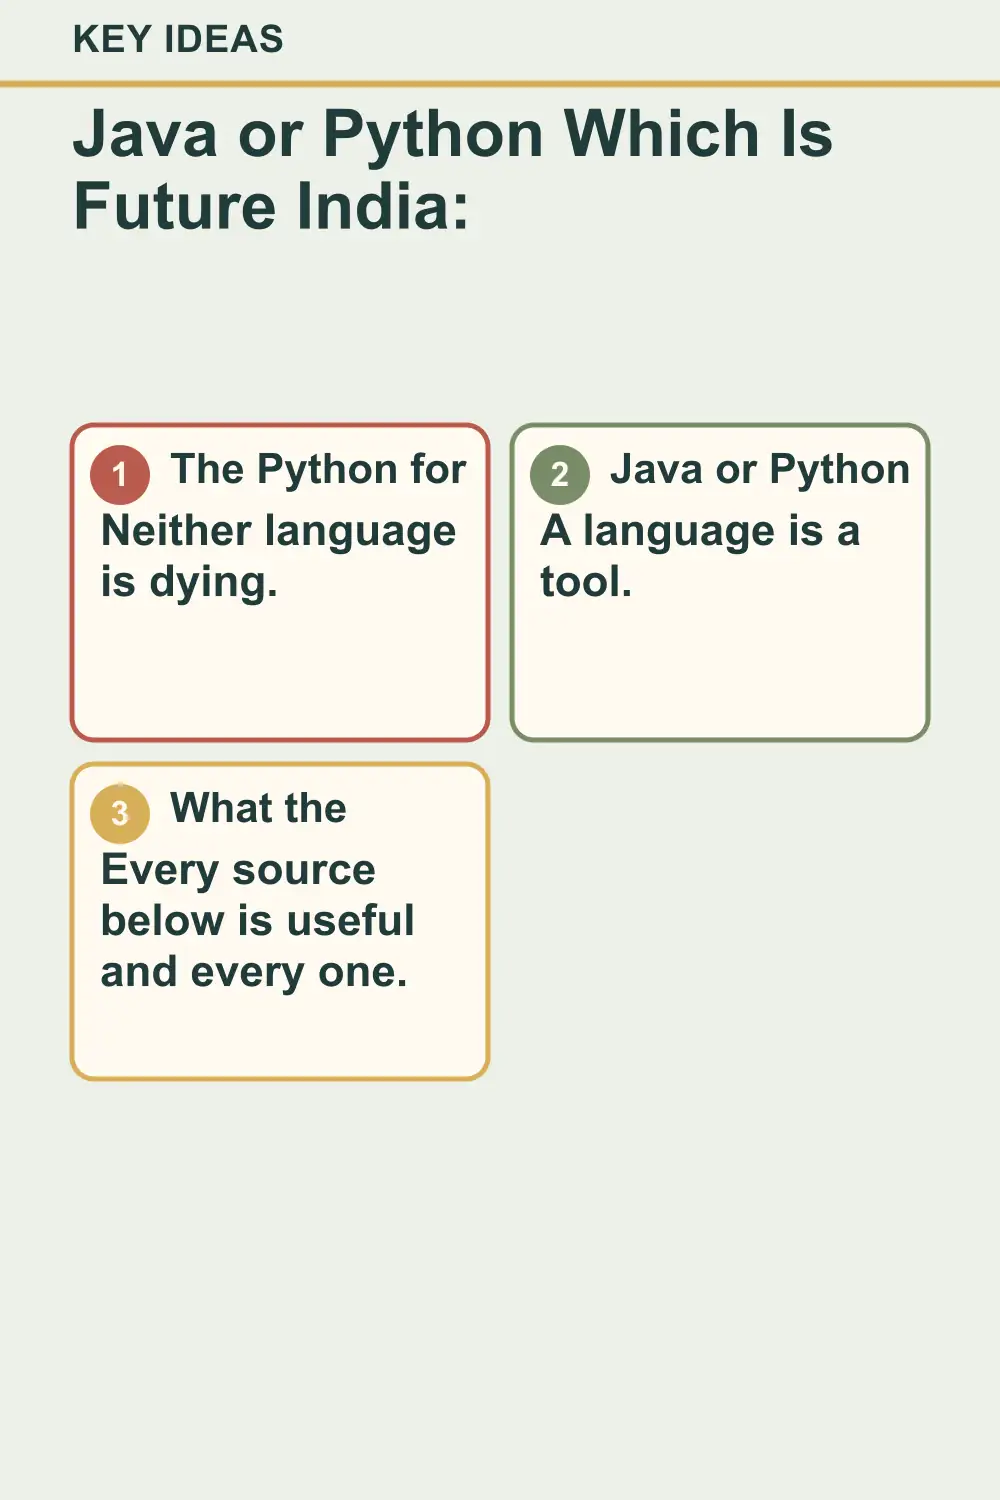 KEY IDEAS
Java or Python Which Is
Future India:
1 The Python for
Neither language
is dying.
2 Java or Python
A language is a
tool.
3 What the
Every source
below is useful
and every one.